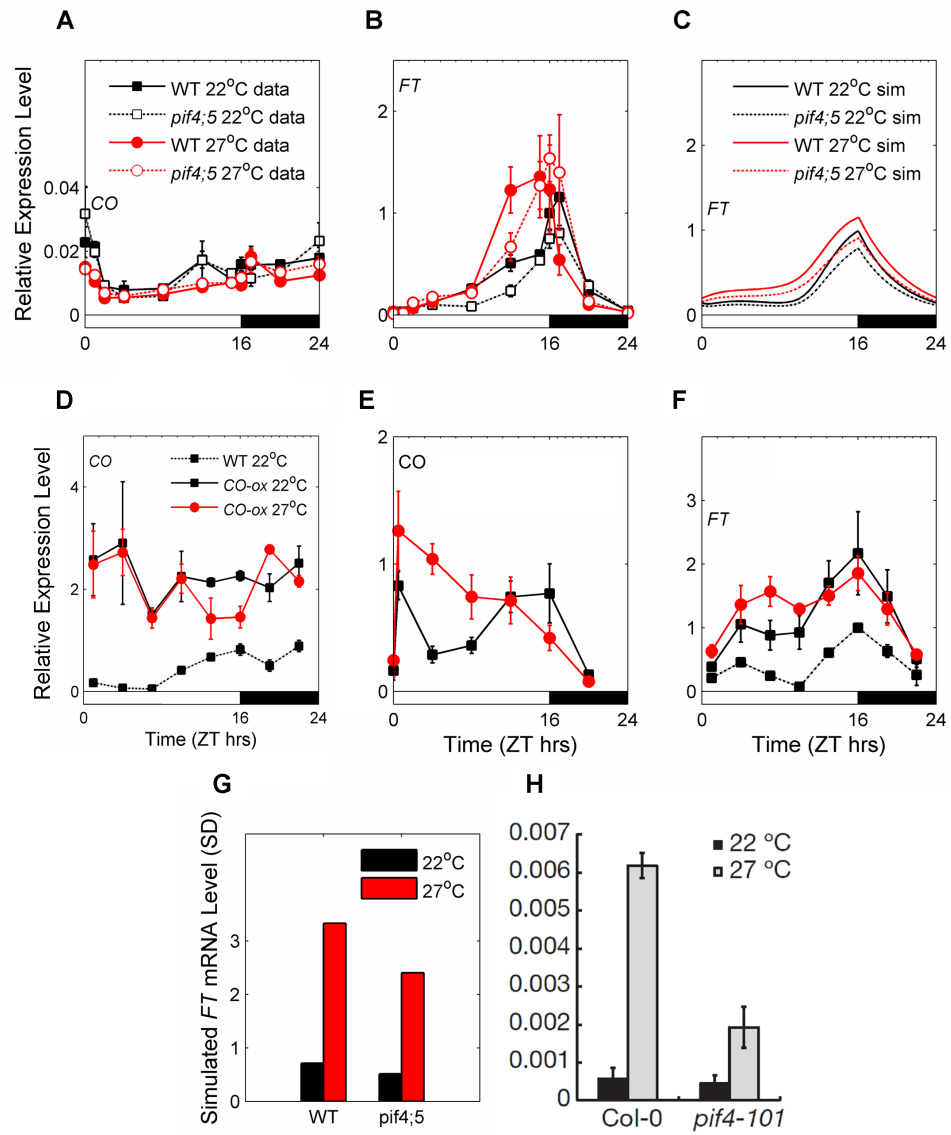 A
B
C
Relative Expression Level
WT 22°C data
pif4;5 22°C data
WT 27°C data
pif4;5 27°C data
CO
0.04
0.02
0
0
16
24
FT
2
1
0
0
16
24
WT 22°C sim
pif4;5 22°C sim
WT 27°C sim
pif4;5 27°C sim
FT
2
1
0
0
16
24
D
E
F
Relative Expression Level
CO
WT 22°C
CO-ox 22°C
CO-ox 27°C
4
2
0
0
16
24
Time (ZT hrs)
CO
2
1
0
0
16
24
Time (ZT hrs)
FT
3
2
1
0
0
16
24
Time (ZT hrs)
G
H
Simulated FT mRNA Level (SD)
22°C
27°C
3
2
1
0
WT
pif4;5
0.007
0.006
0.005
0.004
0.003
0.002
0.001
0
22 °C
27 °C
Col-0
pif4-101